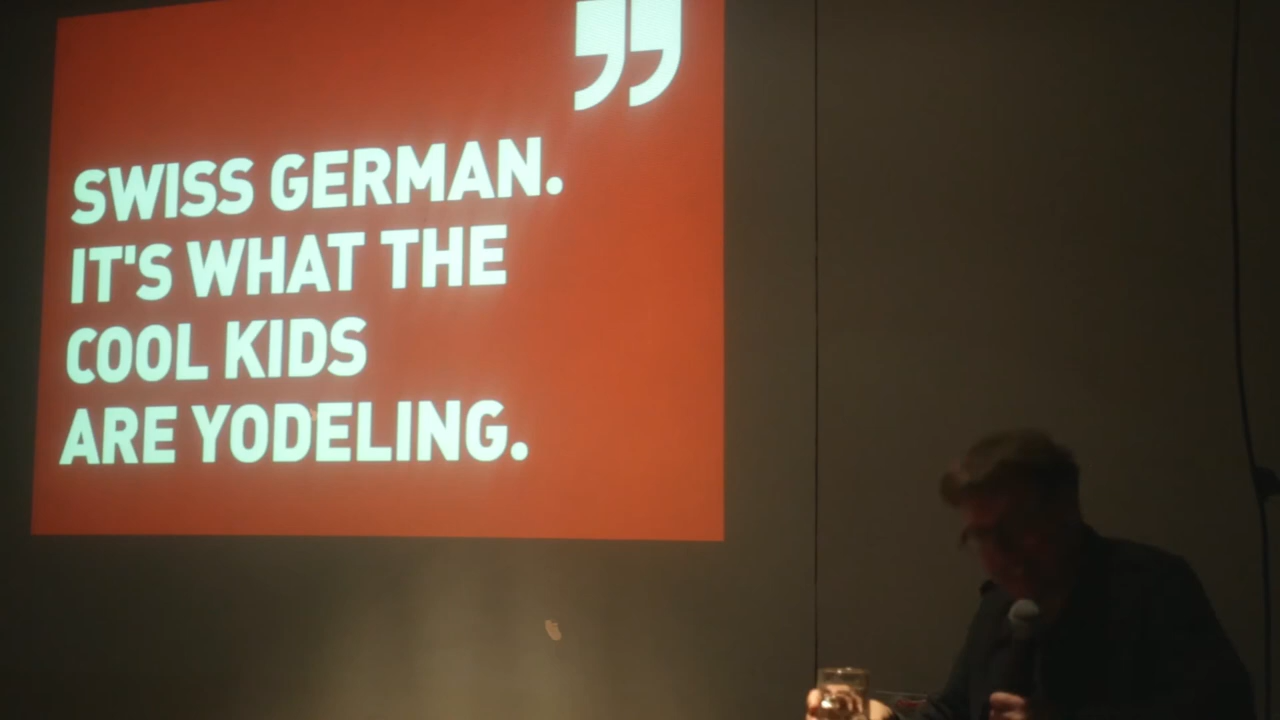 ”
SWISS GERMAN.
IT'S WHAT THE
COOL KIDS
ARE YODELING.